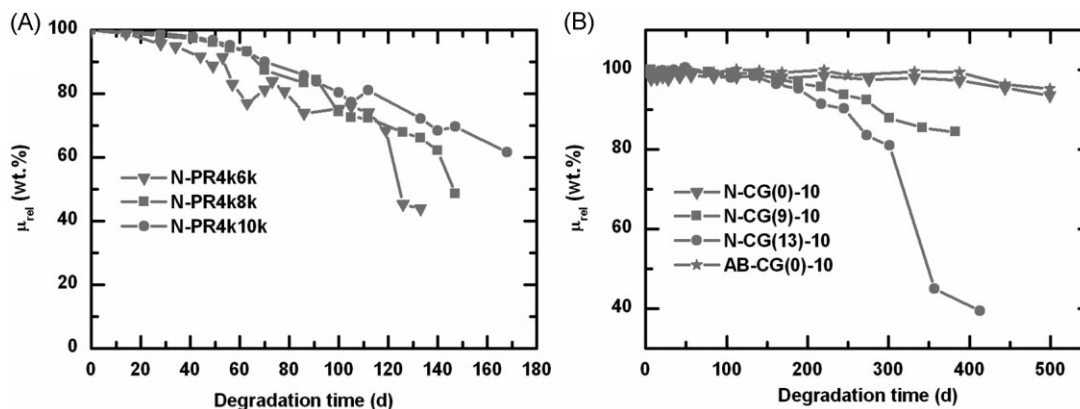 (A)
100
80
60
40
20
0
μrel (wt.%)
N-PR4k6k
N-PR4k8k
N-PR4k10k
0 20 40 60 80 100 120 140 160 180
Degradation time (d)
(B)
100
80
60
40
μrel (wt.%)
N-CG(0)-10
N-CG(9)-10
N-CG(13)-10
AB-CG(0)-10
0 100 200 300 400 500
Degradation time (d)